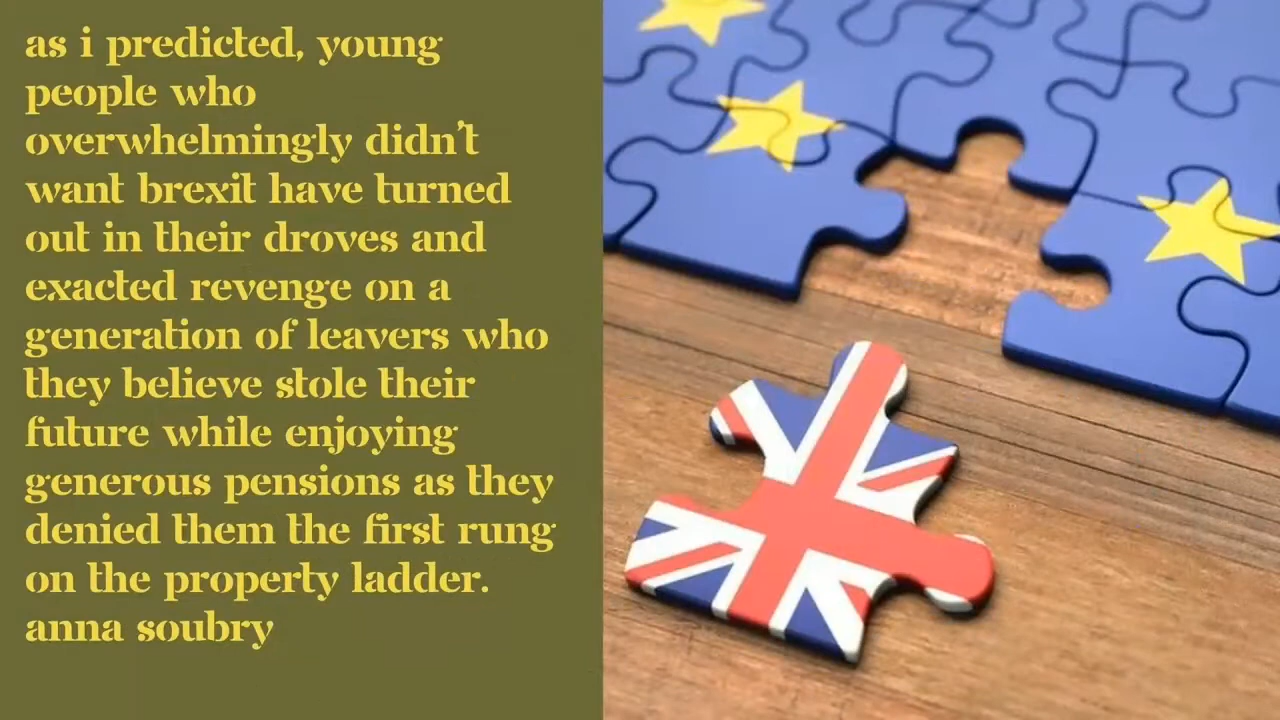 as i predicted, young
people who
overwhelmingly didn't
want brexit have turned
out in their droves and
exacted revenge on a
generation of leavers who
they believe stole their
future while enjoying
generous pensions as they
denied them the first rung
on the property ladder.
anna soubry